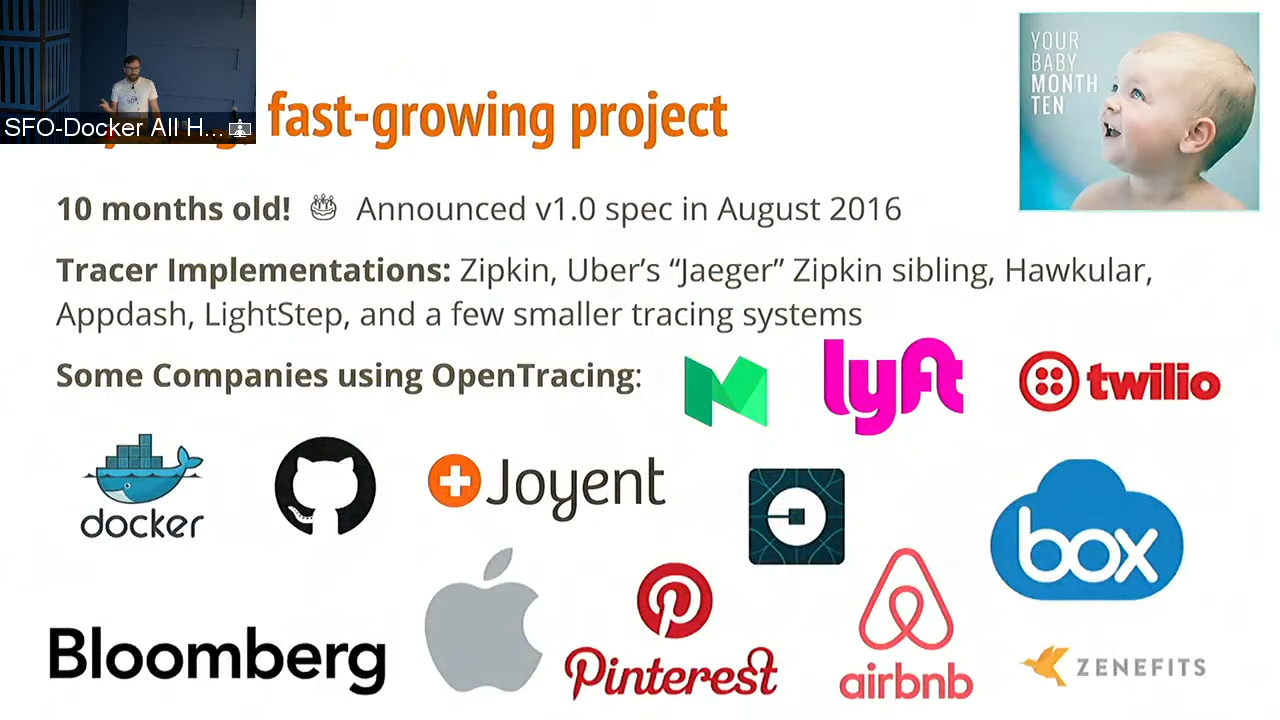 SFO-Docker All H...
fast-growing project
YOUR
BABY
MONTH
TEN
10 months old! Announced v1.0 spec in August 2016
Tracer Implementations: Zipkin, Uber’s “Jaeger” Zipkin sibling, Hawkular,
Appdash, LightStep, and a few smaller tracing systems
Some Companies using OpenTracing:
lyft
twilio
docker
Joyent
box
Bloomberg
Pinterest
airbnb
ZENEFITS